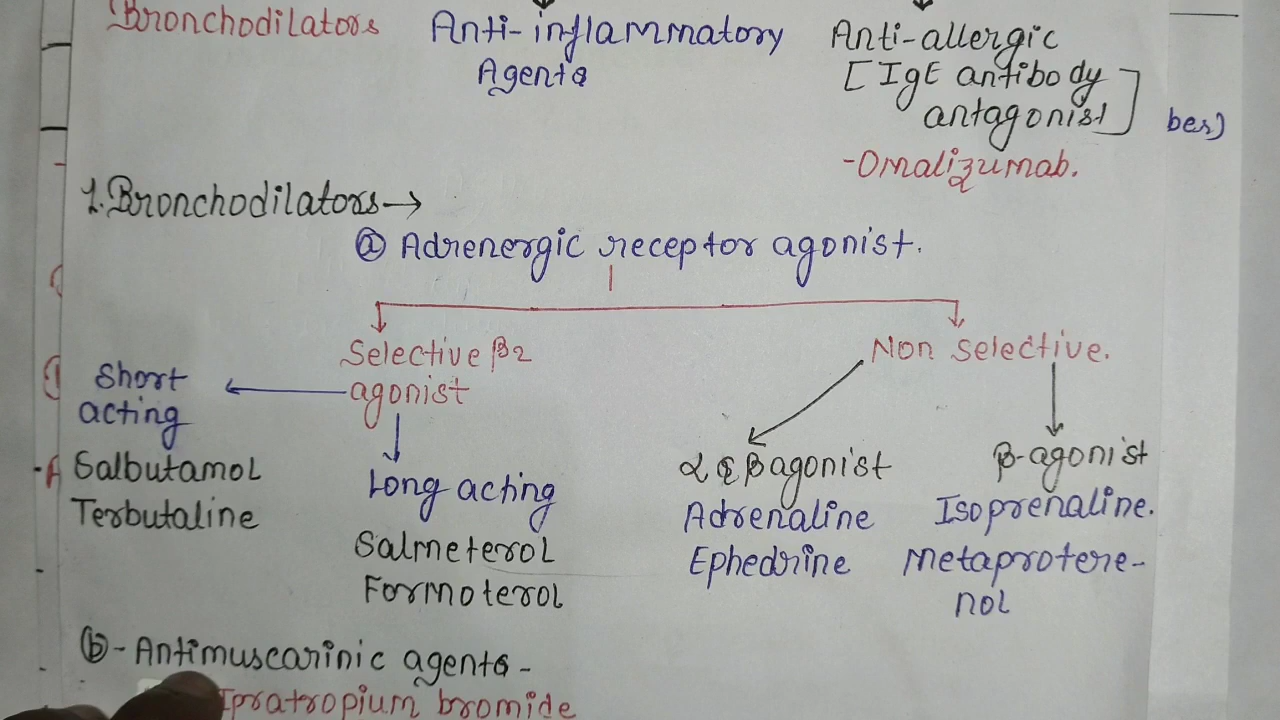 Bronchodilators
Anti-inflammatory
Agents
Anti-allergic
[IgE antibody
antagonist]
-Omalizumab.
bes)
1. Bronchodilators→
ⓐ Adrenergic receptor agonist.
Selective β2
agonist
Non Selective.
Short
acting
Salbutamol
Terbutaline
Long acting
Salmeterol
Formoterol
α & β agonist
Adrenaline
Ephedrine
β-agonist
Isoprenaline.
Metaprotere-
nol
ⓑ- Antimuscarinic agents-
Ipratropium bromide